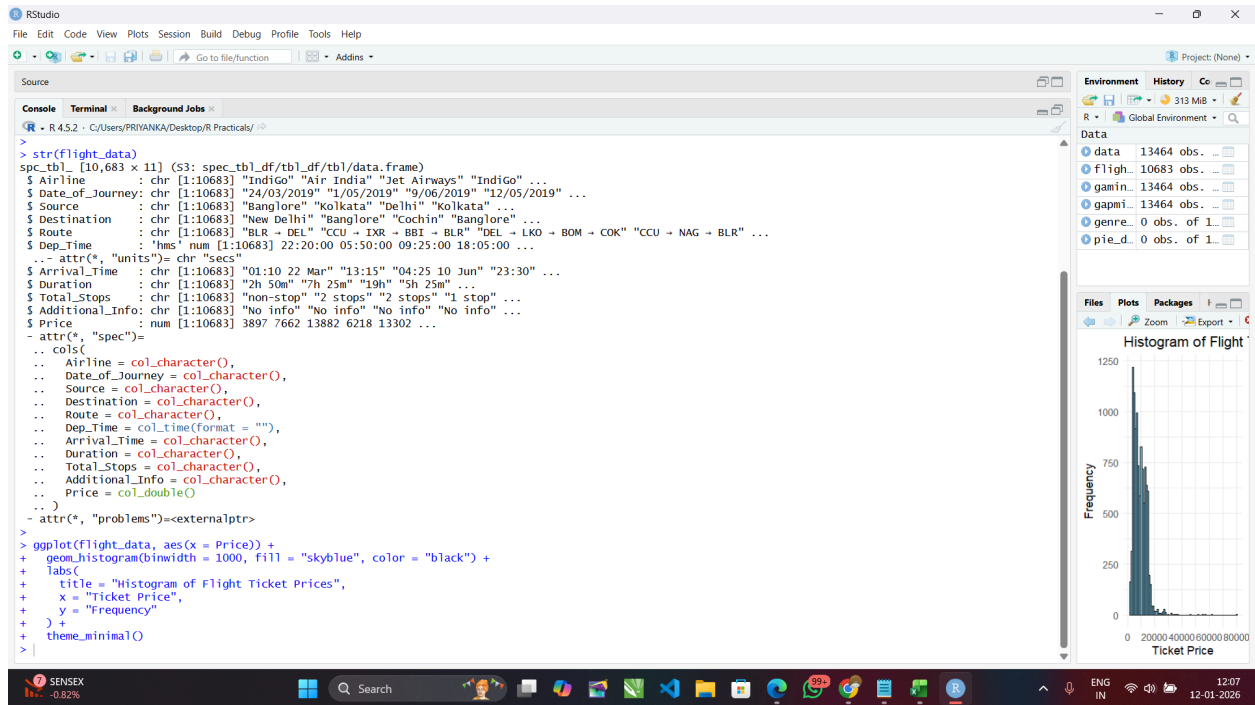 RStudio
File Edit Code View Plots Session Build Debug Profile Tools Help
Go to file/function Addins Project: (None)
Source
Console Terminal Background Jobs
R 4.5.2 · C:/Users/PRIYANKA/Desktop/R Practicals/
>
> str(flight_data)
spc_tbl_ [10,683 × 11] (S3: spec_tbl_df/tbl_df/tbl/data.frame)
$ Airline : chr [1:10683] "IndiGo" "Air India" "Jet Airways" "IndiGo" ...
$ Date_of_Journey: chr [1:10683] "24/03/2019" "1/05/2019" "9/06/2019" "12/05/2019" ...
$ Source : chr [1:10683] "Banglore" "Kolkata" "Delhi" "Kolkata" ...
$ Destination : chr [1:10683] "New Delhi" "Banglore" "Cochin" "Banglore" ...
$ Route : chr [1:10683] "BLR → DEL" "CCU → IXR → BBI → BLR" "DEL → LKO → BOM → COK" "CCU → NAG → BLR" ...
$ Dep_Time : 'hms' num [1:10683] 22:20:00 05:50:00 09:25:00 18:05:00 ...
..- attr(*, "units")= chr "secs"
$ Arrival_Time : chr [1:10683] "01:10 22 Mar" "13:15" "04:25 10 Jun" "23:30" ...
$ Duration : chr [1:10683] "2h 50m" "7h 25m" "19h" "5h 25m" ...
$ Total_Stops : chr [1:10683] "non-stop" "2 stops" "2 stops" "1 stop" ...
$ Additional_Info: chr [1:10683] "No info" "No info" "No info" "No info" ...
$ Price : num [1:10683] 3897 7662 13882 6218 13302 ...
- attr(*, "spec")=
.. cols(
.. Airline = col_character(),
.. Date_of_Journey = col_character(),
.. Source = col_character(),
.. Destination = col_character(),
.. Route = col_character(),
.. Dep_Time = col_time(format = ""),
.. Arrival_Time = col_character(),
.. Duration = col_character(),
.. Total_Stops = col_character(),
.. Additional_Info = col_character(),
.. Price = col_double()
.. )
- attr(*, "problems")=<externalptr>
>
> ggplot(flight_data, aes(x = Price)) +
+ geom_histogram(binwidth = 1000, fill = "skyblue", color = "black") +
+ labs(
+ title = "Histogram of Flight Ticket Prices",
+ x = "Ticket Price",
+ y = "Frequency"
+ ) +
+ theme_minimal()
>
Environment History Co
313 MiB
R Global Environment
Data
data 13464 obs. …
fligh… 10683 obs. …
gamin… 13464 obs. …
gapmi… 13464 obs. …
genre… 0 obs. of 1…
pie_d… 0 obs. of 1…
Files Plots Packages
Zoom Export
Histogram of Flight
1250
1000
750
500
250
0
Frequency
0 20000 40000 60000 80000
Ticket Price
7 SENSEX
-0.82%
Search
99+
ENG
IN
12:07
12-01-2026